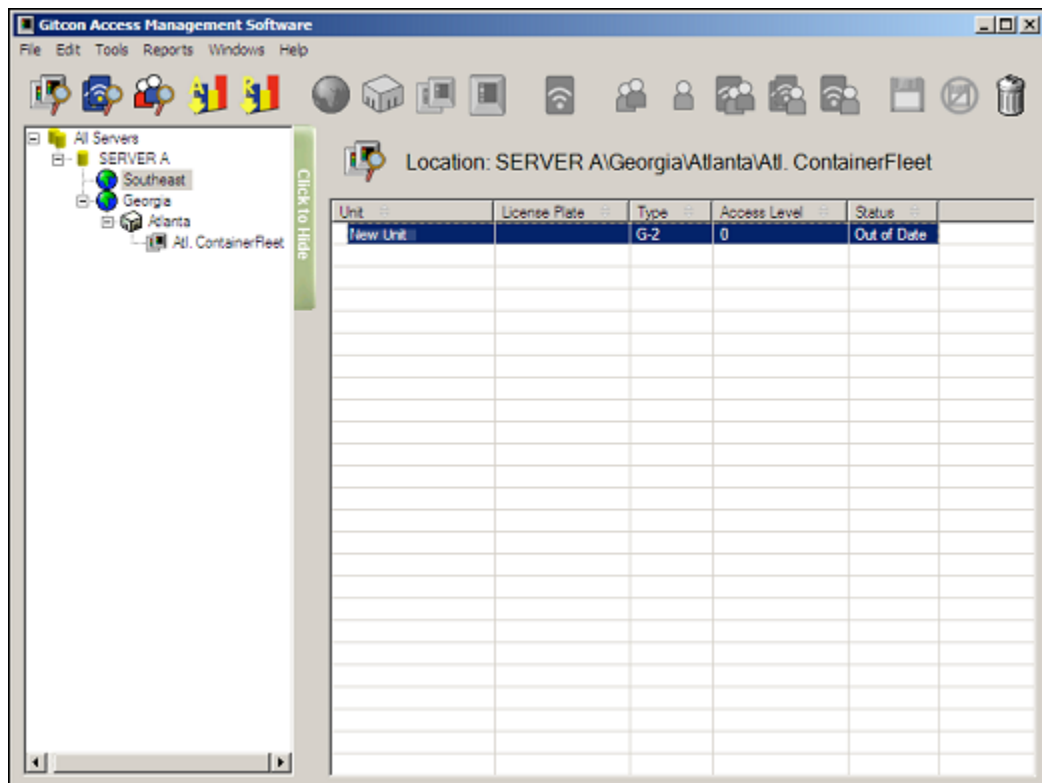 Gitcon Access Management Software
File Edit Tools Reports Windows Help
All Servers
SERVER A
Southeast
Georgia
Atlanta
Atl. ContainerFleet
Click to Hide
Location: SERVER A\Georgia\Atlanta\Atl. ContainerFleet
Unit License Plate Type Access Level Status
New Unit G-2 0 Out of Date